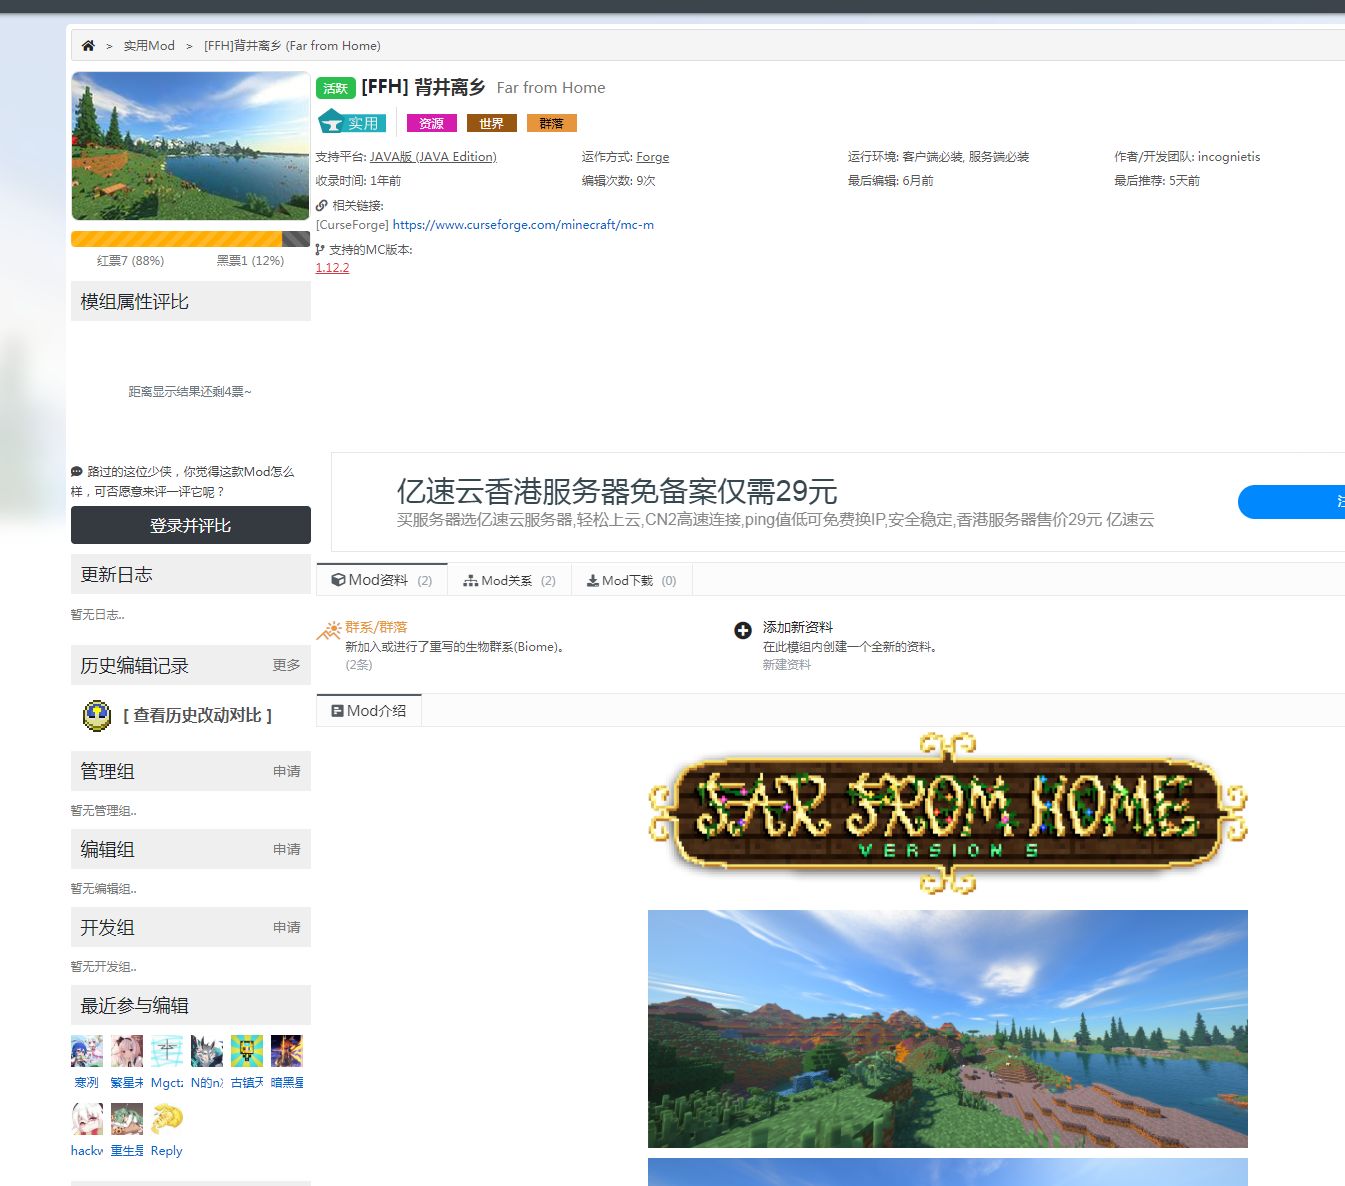 > 实用Mod > [FFH]背井离乡 (Far from Home)
活跃 [FFH] 背井离乡 Far from Home
实用 资源 世界 群落
支持平台: JAVA版 (JAVA Edition) 运作方式: Forge 运行环境: 客户端必装, 服务端必装 作者/开发团队: incognietis
收录时间: 1年前 编辑次数: 9次 最后编辑: 6月前 最后推荐: 5天前
相关链接:
[CurseForge] https://www.curseforge.com/minecraft/mc-m
支持的MC版本:
1.12.2
红票7 (88%) 黑票1 (12%)
模组属性评比
距离显示结果还剩4票~
路过的这位少侠，你觉得这款Mod怎么
样，可否愿意来评一评它呢？
登录并评比
更新日志
暂无日志..
历史编辑记录 更多
[ 查看历史改动对比 ]
管理组 申请
暂无管理组..
编辑组 申请
暂无编辑组..
开发组 申请
暂无开发组..
最近参与编辑
寒冽 繁星未 Mgct N的n 古镇天 暗黑星
hackw 重生是 Reply
亿速云香港服务器免备案仅需29元
买服务器选亿速云服务器,轻松上云,CN2高速连接,ping值低可免费换IP,安全稳定,香港服务器售价29元 亿速云
Mod资料 (2) Mod关系 (2) Mod下载 (0)
群系/群落
新加入或进行了重写的生物群系(Biome)。
(2条)
添加新资料
在此模组内创建一个全新的资料。
新建资料
Mod介绍
FAR FROM HOME
VERSION 5